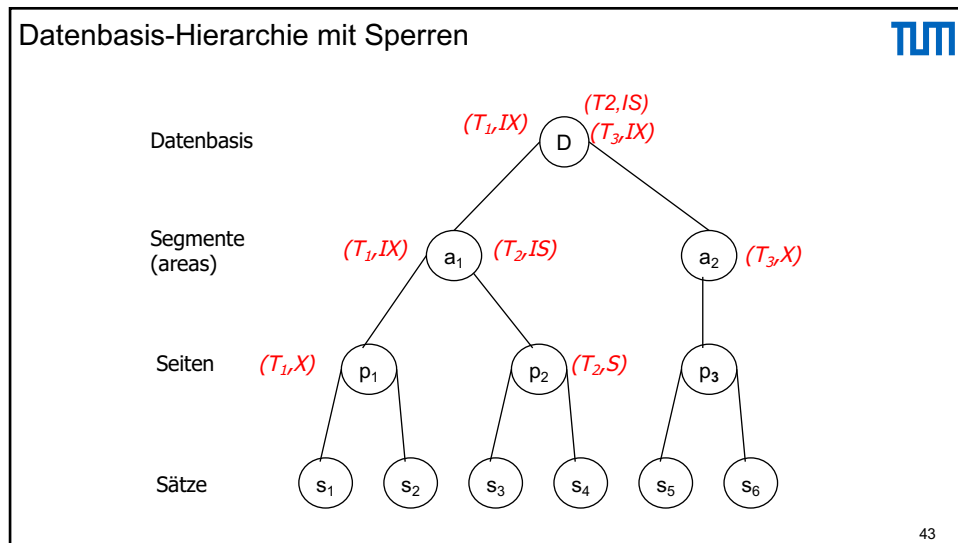 Datenbasis-Hierarchie mit Sperren
TUM
(T2,IS)
(T₁,IX)
(T₃,IX)
Datenbasis
D
Segmente
(areas)
(T₁,IX)
a₁
(T₂,IS)
a₂
(T₃,X)
Seiten
(T₁,X)
p₁
p₂
(T₂,S)
p₃
Sätze
s₁
s₂
s₃
s₄
s₅
s₆
43